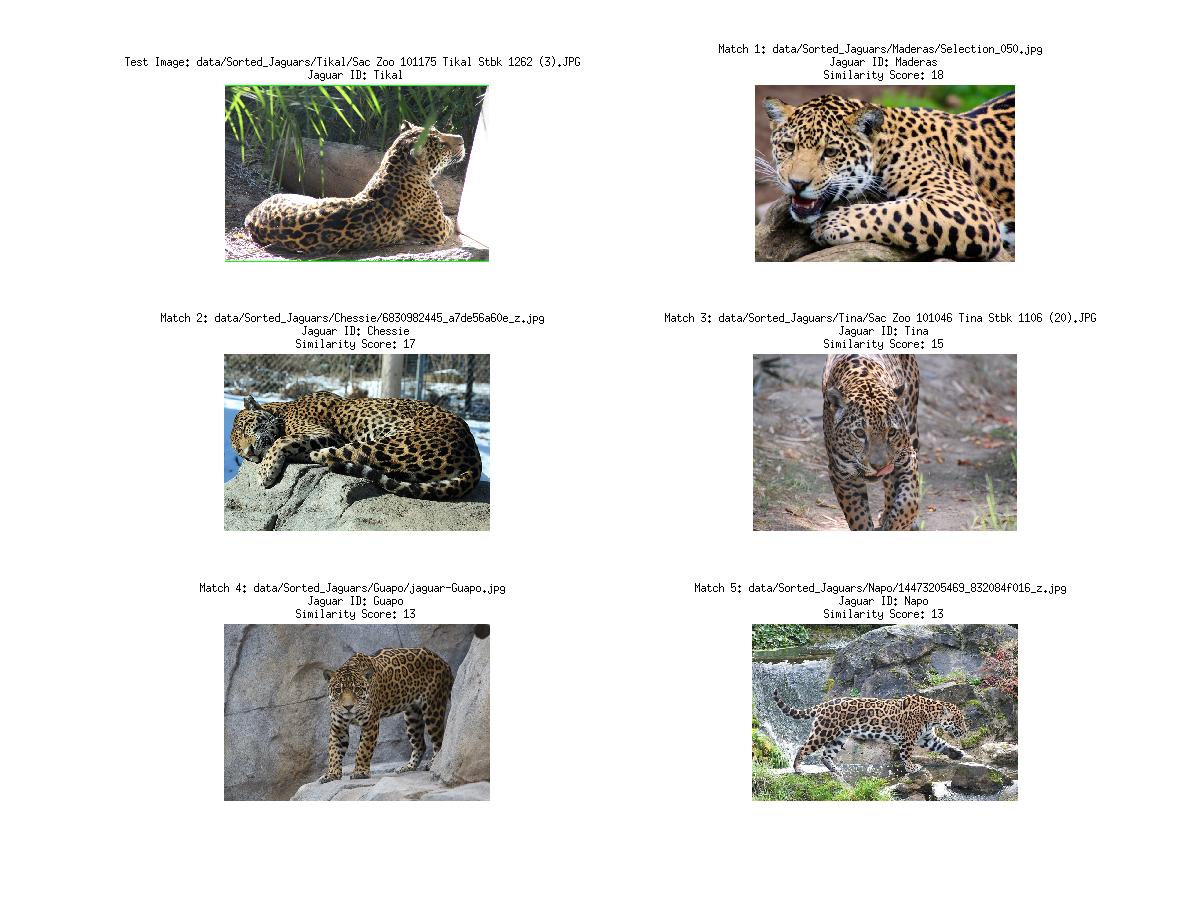 Test Image: data/Sorted_Jaguars/Tikal/Sac Zoo 101175 Tikal Stbk 1262 (3).JPG
Jaguar ID: Tikal
Match 1: data/Sorted_Jaguars/Maderas/Selection_050.jpg
Jaguar ID: Maderas
Similarity Score: 18
Match 2: data/Sorted_Jaguars/Chessie/6830982445_a7de56a60e_z.jpg
Jaguar ID: Chessie
Similarity Score: 17
Match 3: data/Sorted_Jaguars/Tina/Sac Zoo 101046 Tina Stbk 1106 (20).JPG
Jaguar ID: Tina
Similarity Score: 15
Match 4: data/Sorted_Jaguars/Guapo/jaguar-Guapo.jpg
Jaguar ID: Guapo
Similarity Score: 13
Match 5: data/Sorted_Jaguars/Napo/14473205469_832084f016_z.jpg
Jaguar ID: Napo
Similarity Score: 13